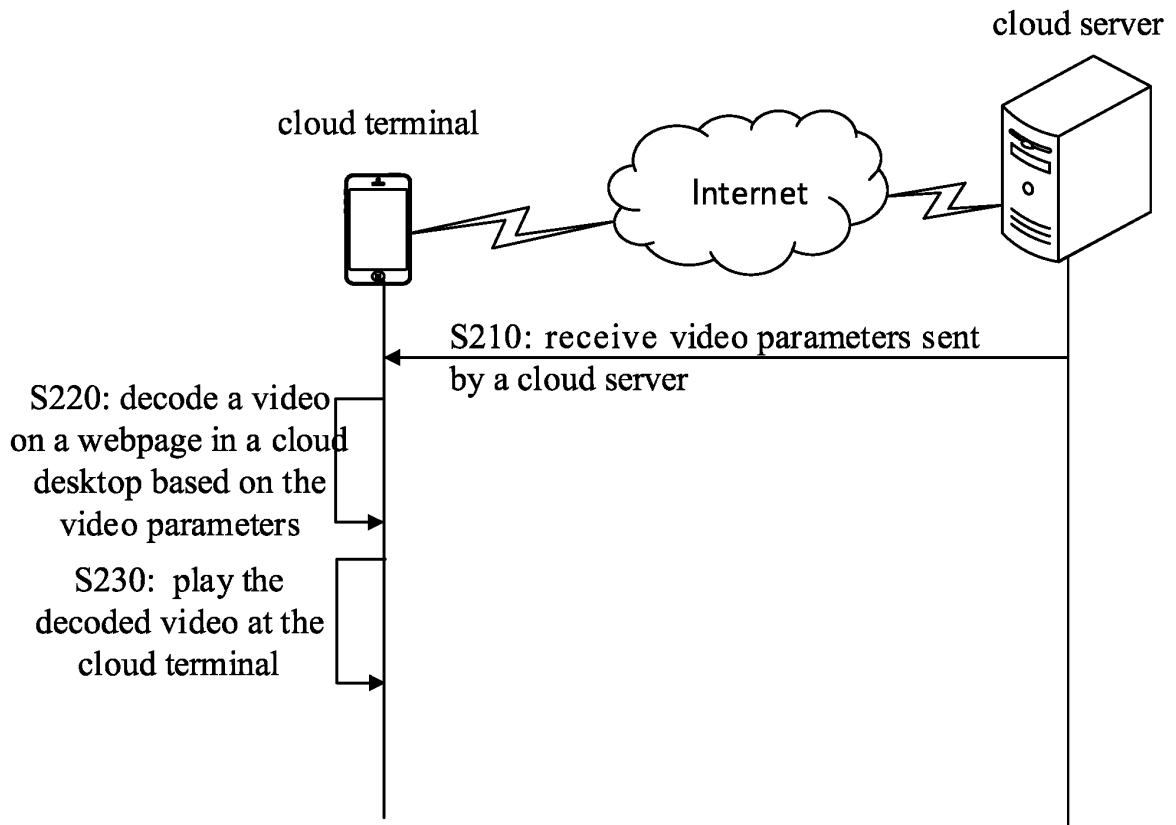 cloud server
cloud terminal
Internet
S210: receive video parameters sent
by a cloud server
S220: decode a video
on a webpage in a cloud
desktop based on the
video parameters
S230: play the
decoded video at the
cloud terminal